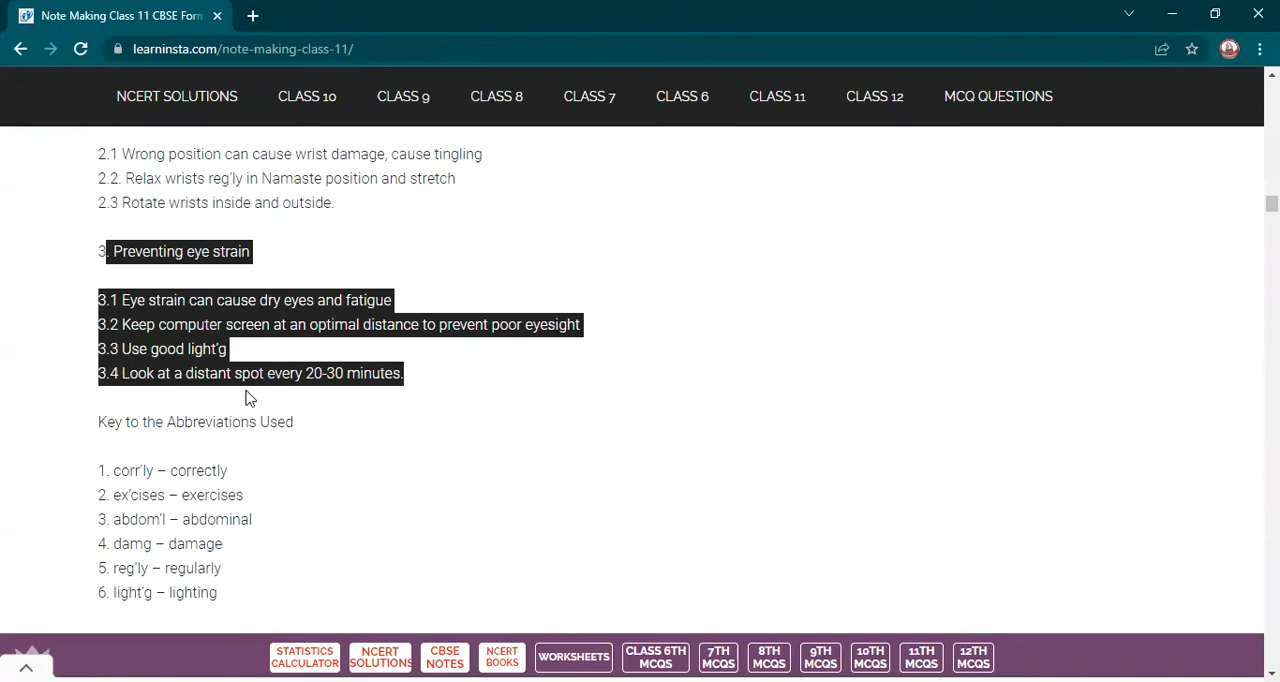 Note Making Class 11 CBSE Form
learninsta.com/note-making-class-11/
NCERT SOLUTIONS CLASS 10 CLASS 9 CLASS 8 CLASS 7 CLASS 6 CLASS 11 CLASS 12 MCQ QUESTIONS
2.1 Wrong position can cause wrist damage, cause tingling
2.2. Relax wrists reg’ly in Namaste position and stretch
2.3 Rotate wrists inside and outside.
3. Preventing eye strain
3.1 Eye strain can cause dry eyes and fatigue
3.2 Keep computer screen at an optimal distance to prevent poor eyesight
3.3 Use good light’g
3.4 Look at a distant spot every 20-30 minutes.
Key to the Abbreviations Used
1. corr’ly – correctly
2. ex’cises – exercises
3. abdom’l – abdominal
4. damg – damage
5. reg’ly – regularly
6. light’g – lighting
STATISTICS CALCULATOR
NCERT SOLUTIONS
CBSE NOTES
NCERT BOOKS
WORKSHEETS
CLASS 6TH MCQS
7TH MCQS
8TH MCQS
9TH MCQS
10TH MCQS
11TH MCQS
12TH MCQS